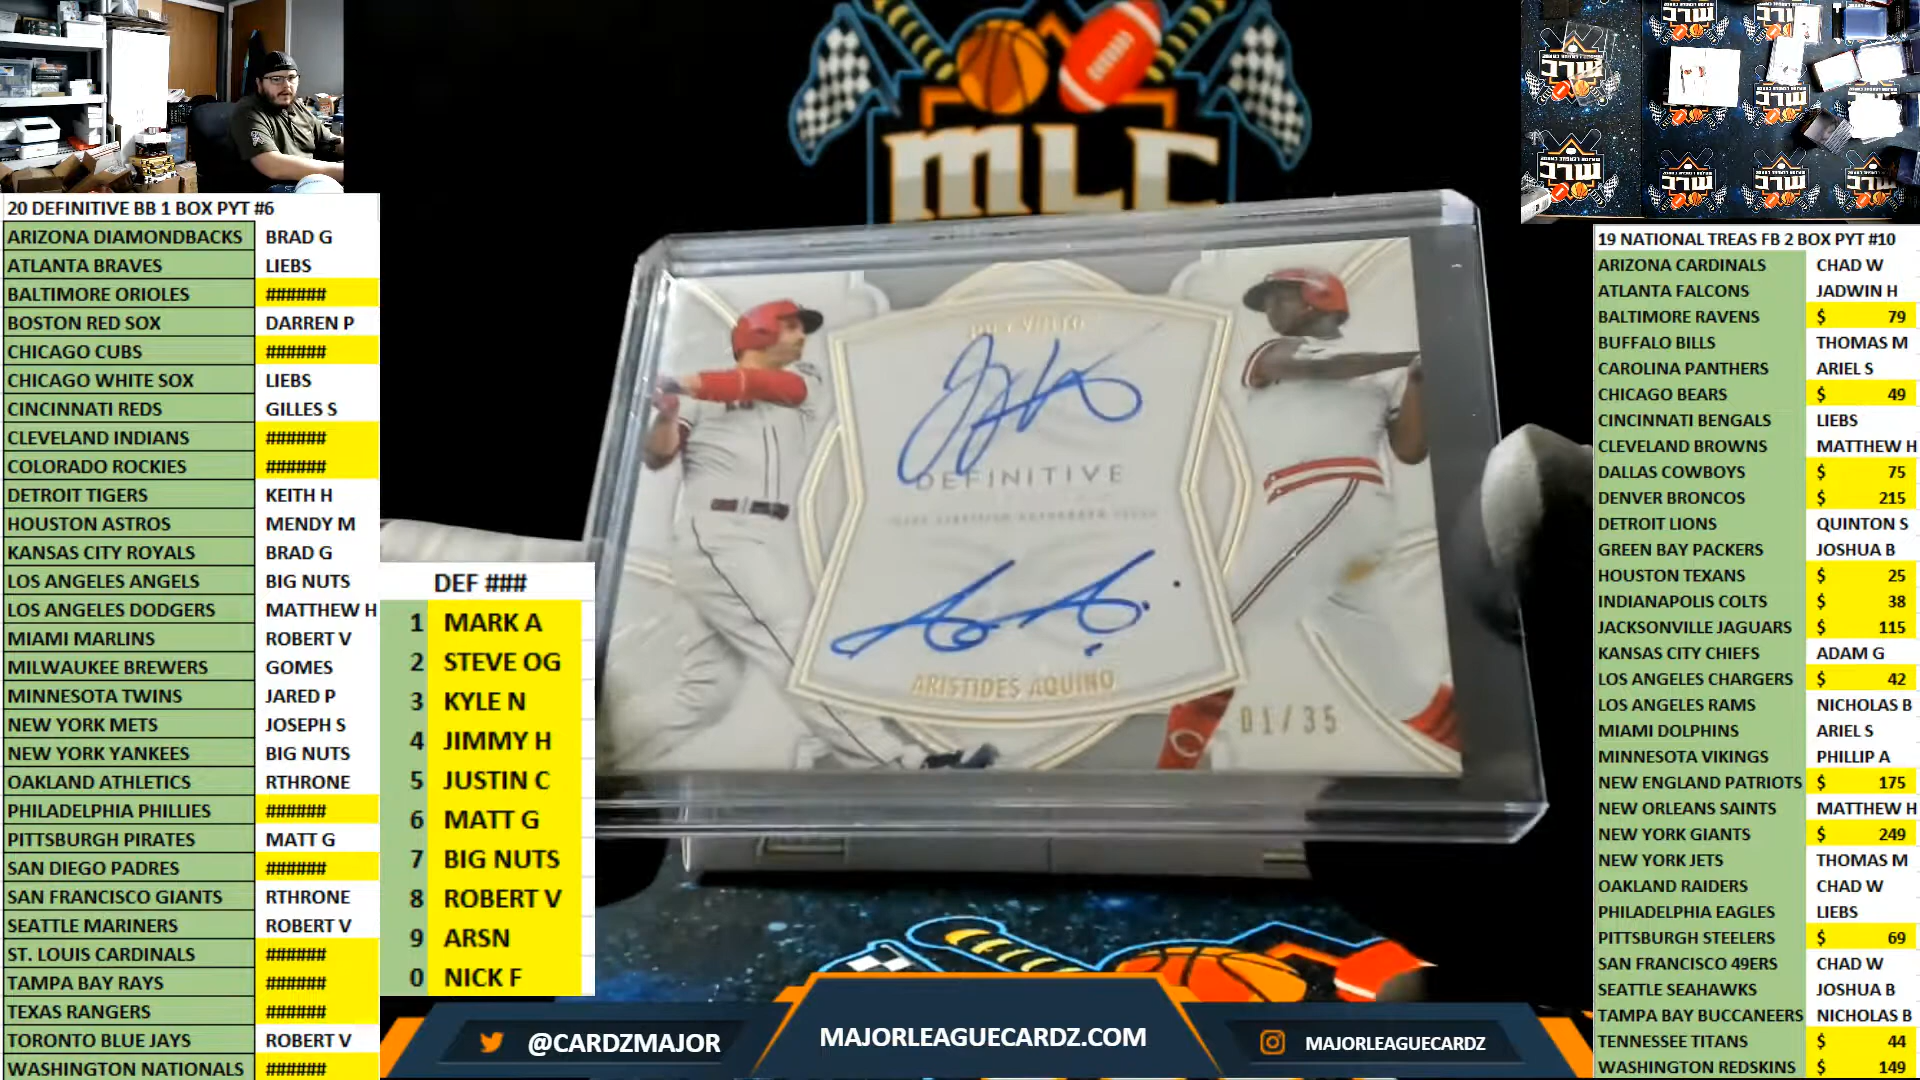 20 DEFINITIVE BB 1 BOX PYT #6
ARIZONA DIAMONDBACKS BRAD G
ATLANTA BRAVES LIEBS
BALTIMORE ORIOLES ######
BOSTON RED SOX DARREN P
CHICAGO CUBS ######
CHICAGO WHITE SOX LIEBS
CINCINNATI REDS GILLES S
CLEVELAND INDIANS ######
COLORADO ROCKIES ######
DETROIT TIGERS KEITH H
HOUSTON ASTROS MENDY M
KANSAS CITY ROYALS BRAD G
LOS ANGELES ANGELS BIG NUTS
LOS ANGELES DODGERS MATTHEW H
MIAMI MARLINS ROBERT V
MILWAUKEE BREWERS GOMES
MINNESOTA TWINS JARED P
NEW YORK METS JOSEPH S
NEW YORK YANKEES BIG NUTS
OAKLAND ATHLETICS RTHRONE
PHILADELPHIA PHILLIES ######
PITTSBURGH PIRATES MATT G
SAN DIEGO PADRES ######
SAN FRANCISCO GIANTS RTHRONE
SEATTLE MARINERS ROBERT V
ST. LOUIS CARDINALS ######
TAMPA BAY RAYS ######
TEXAS RANGERS ######
TORONTO BLUE JAYS ROBERT V
WASHINGTON NATIONALS ######
DEF ###
1 MARK A
2 STEVE OG
3 KYLE N
4 JIMMY H
5 JUSTIN C
6 MATT G
7 BIG NUTS
8 ROBERT V
9 ARSN
0 NICK F
MLC
JOEY VOTTO
DEFINITIVE
ARISTIDES AQUINO
01/35
@CARDZMAJOR
MAJORLEAGUECARDZ.COM
MAJORLEAGUECARDZ
19 NATIONAL TREAS FB 2 BOX PYT #10
ARIZONA CARDINALS CHAD W
ATLANTA FALCONS JADWIN H
BALTIMORE RAVENS $ 79
BUFFALO BILLS THOMAS M
CAROLINA PANTHERS ARIEL S
CHICAGO BEARS $ 49
CINCINNATI BENGALS LIEBS
CLEVELAND BROWNS MATTHEW H
DALLAS COWBOYS $ 75
DENVER BRONCOS $ 215
DETROIT LIONS QUINTON S
GREEN BAY PACKERS JOSHUA B
HOUSTON TEXANS $ 25
INDIANAPOLIS COLTS $ 38
JACKSONVILLE JAGUARS $ 115
KANSAS CITY CHIEFS ADAM G
LOS ANGELES CHARGERS $ 42
LOS ANGELES RAMS NICHOLAS B
MIAMI DOLPHINS ARIEL S
MINNESOTA VIKINGS PHILLIP A
NEW ENGLAND PATRIOTS $ 175
NEW ORLEANS SAINTS MATTHEW H
NEW YORK GIANTS $ 249
NEW YORK JETS THOMAS M
OAKLAND RAIDERS CHAD W
PHILADELPHIA EAGLES LIEBS
PITTSBURGH STEELERS $ 69
SAN FRANCISCO 49ERS CHAD W
SEATTLE SEAHAWKS JOSHUA B
TAMPA BAY BUCCANEERS NICHOLAS B
TENNESSEE TITANS $ 44
WASHINGTON REDSKINS $ 149